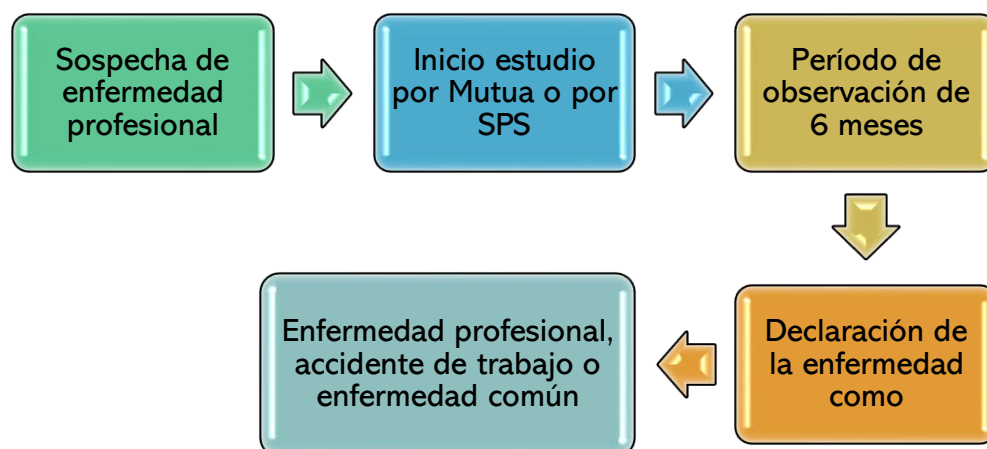 Sospecha de
enfermedad
profesional
Inicio estudio
por Mutua o por
SPS
Período de
observación de
6 meses
Declaración de
la enfermedad
como
Enfermedad profesional,
accidente de trabajo o
enfermedad común